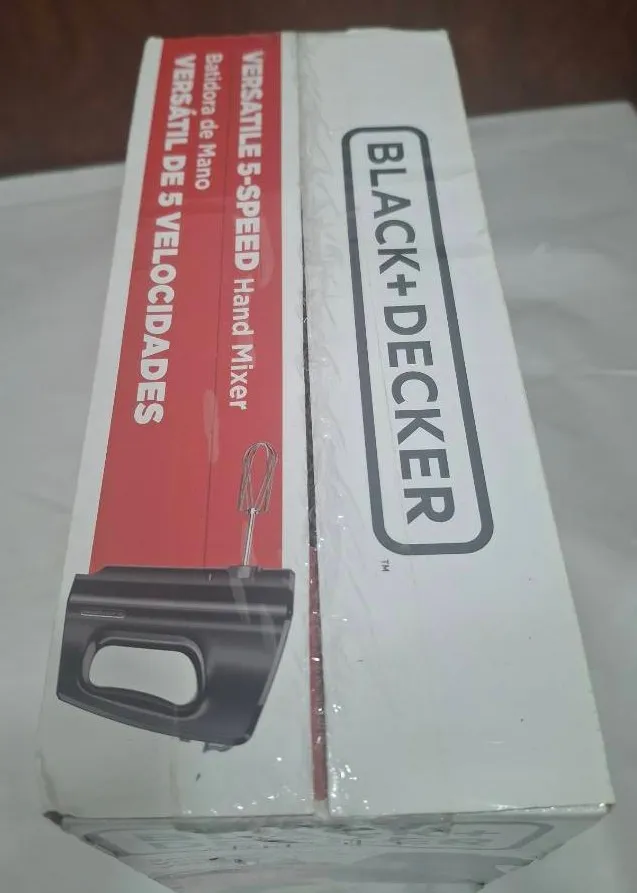 BLACK+DECKER
TM
VERSATILE 5-SPEED Hand Mixer
Batidora de Mano
VERSÁTIL DE 5 VELOCIDADES